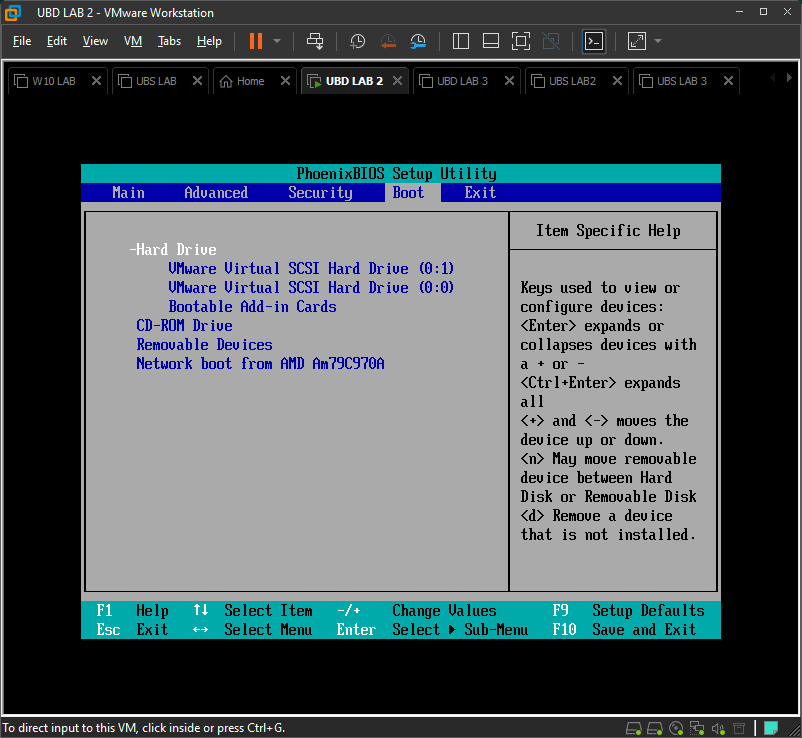 UBD LAB 2 - VMware Workstation
File Edit View VM Tabs Help
W10 LAB UBS LAB Home UBD LAB 2 UBD LAB 3 UBS LAB2 UBS LAB 3
PhoenixBIOS Setup Utility
Main Advanced Security Boot Exit
-Hard Drive
VMware Virtual SCSI Hard Drive (0:1)
VMware Virtual SCSI Hard Drive (0:0)
Bootable Add-in Cards
CD-ROM Drive
Removable Devices
Network boot from AMD Am79C970A
Item Specific Help
Keys used to view or
configure devices:
<Enter> expands or
collapses devices with
a + or -
<Ctrl+Enter> expands
all
<+> and <-> moves the
device up or down.
<n> May move removable
device between Hard
Disk or Removable Disk
<d> Remove a device
that is not installed.
F1 Help ↑↓ Select Item -/+ Change Values F9 Setup Defaults
Esc Exit ↔ Select Menu Enter Select ▶ Sub-Menu F10 Save and Exit
To direct input to this VM, click inside or press Ctrl+G.